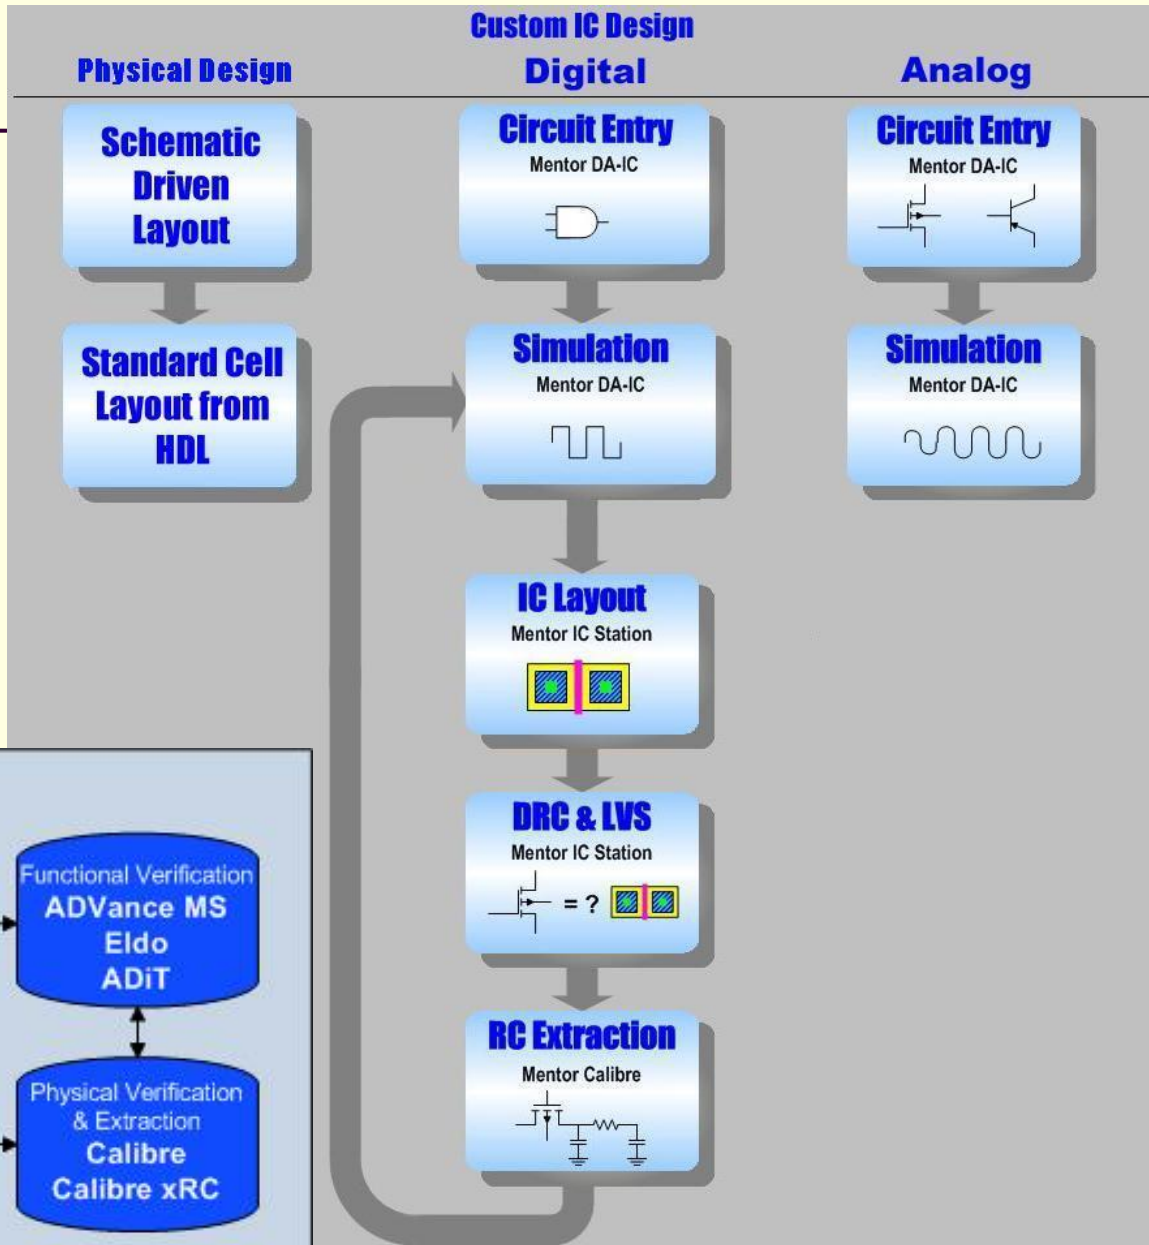 Custom IC Design
Physical Design
Digital
Analog
Schematic
Driven
Layout
Standard Cell
Layout from
HDL
Circuit Entry
Mentor DA-IC
Simulation
Mentor DA-IC
IC Layout
Mentor IC Station
DRC & LVS
Mentor IC Station
= ?
RC Extraction
Mentor Calibre
Circuit Entry
Mentor DA-IC
Simulation
Mentor DA-IC
Functional Verification
ADVance MS
Eldo
ADiT
Physical Verification
& Extraction
Calibre
Calibre xRC